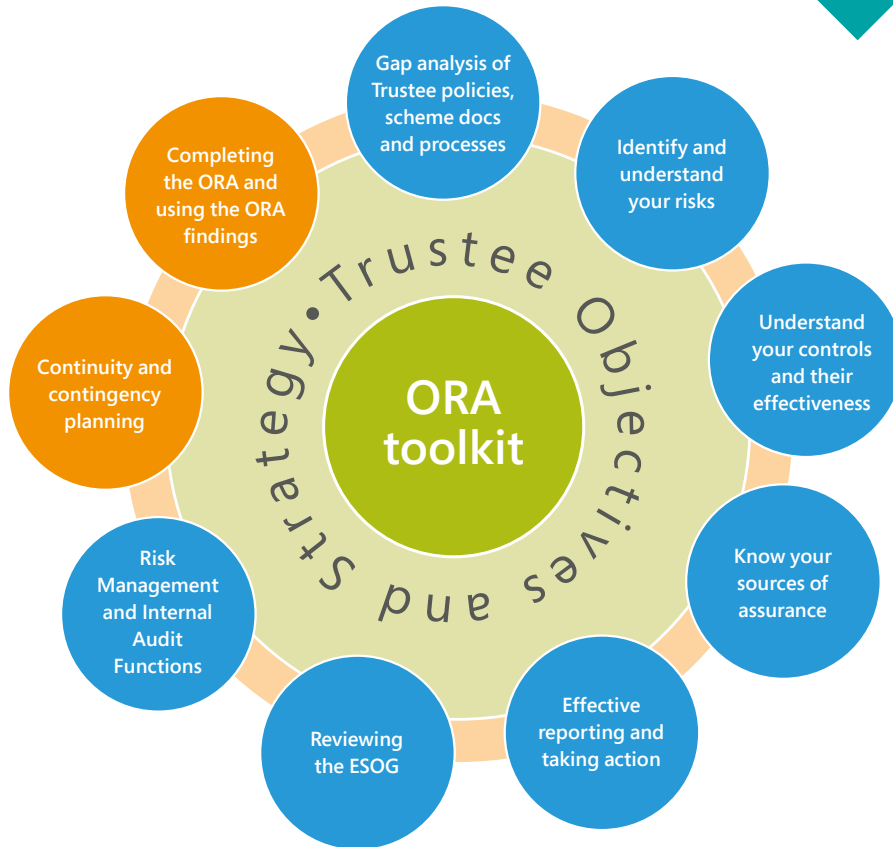 Gap analysis of
Trustee policies,
scheme docs
and processes
Identify and
understand
your risks
Understand
your controls
and their
effectiveness
Know your
sources of
assurance
Effective
reporting and
taking action
Reviewing
the ESOG
Risk
Management
and Internal
Audit
Functions
Continuity and
contingency
planning
Completing
the ORA and
using the ORA
findings
Trustee Objectives and Strategy•
ORA
toolkit